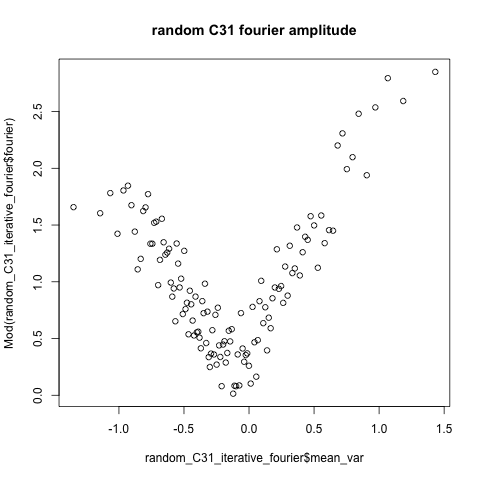 random C31 fourier amplitude
Mod(random_C31_iterative_fourier$fourier)
2.5
2.0
1.5
1.0
0.5
0.0
-1.0 -0.5 0.0 0.5 1.0 1.5
random_C31_iterative_fourier$mean_var